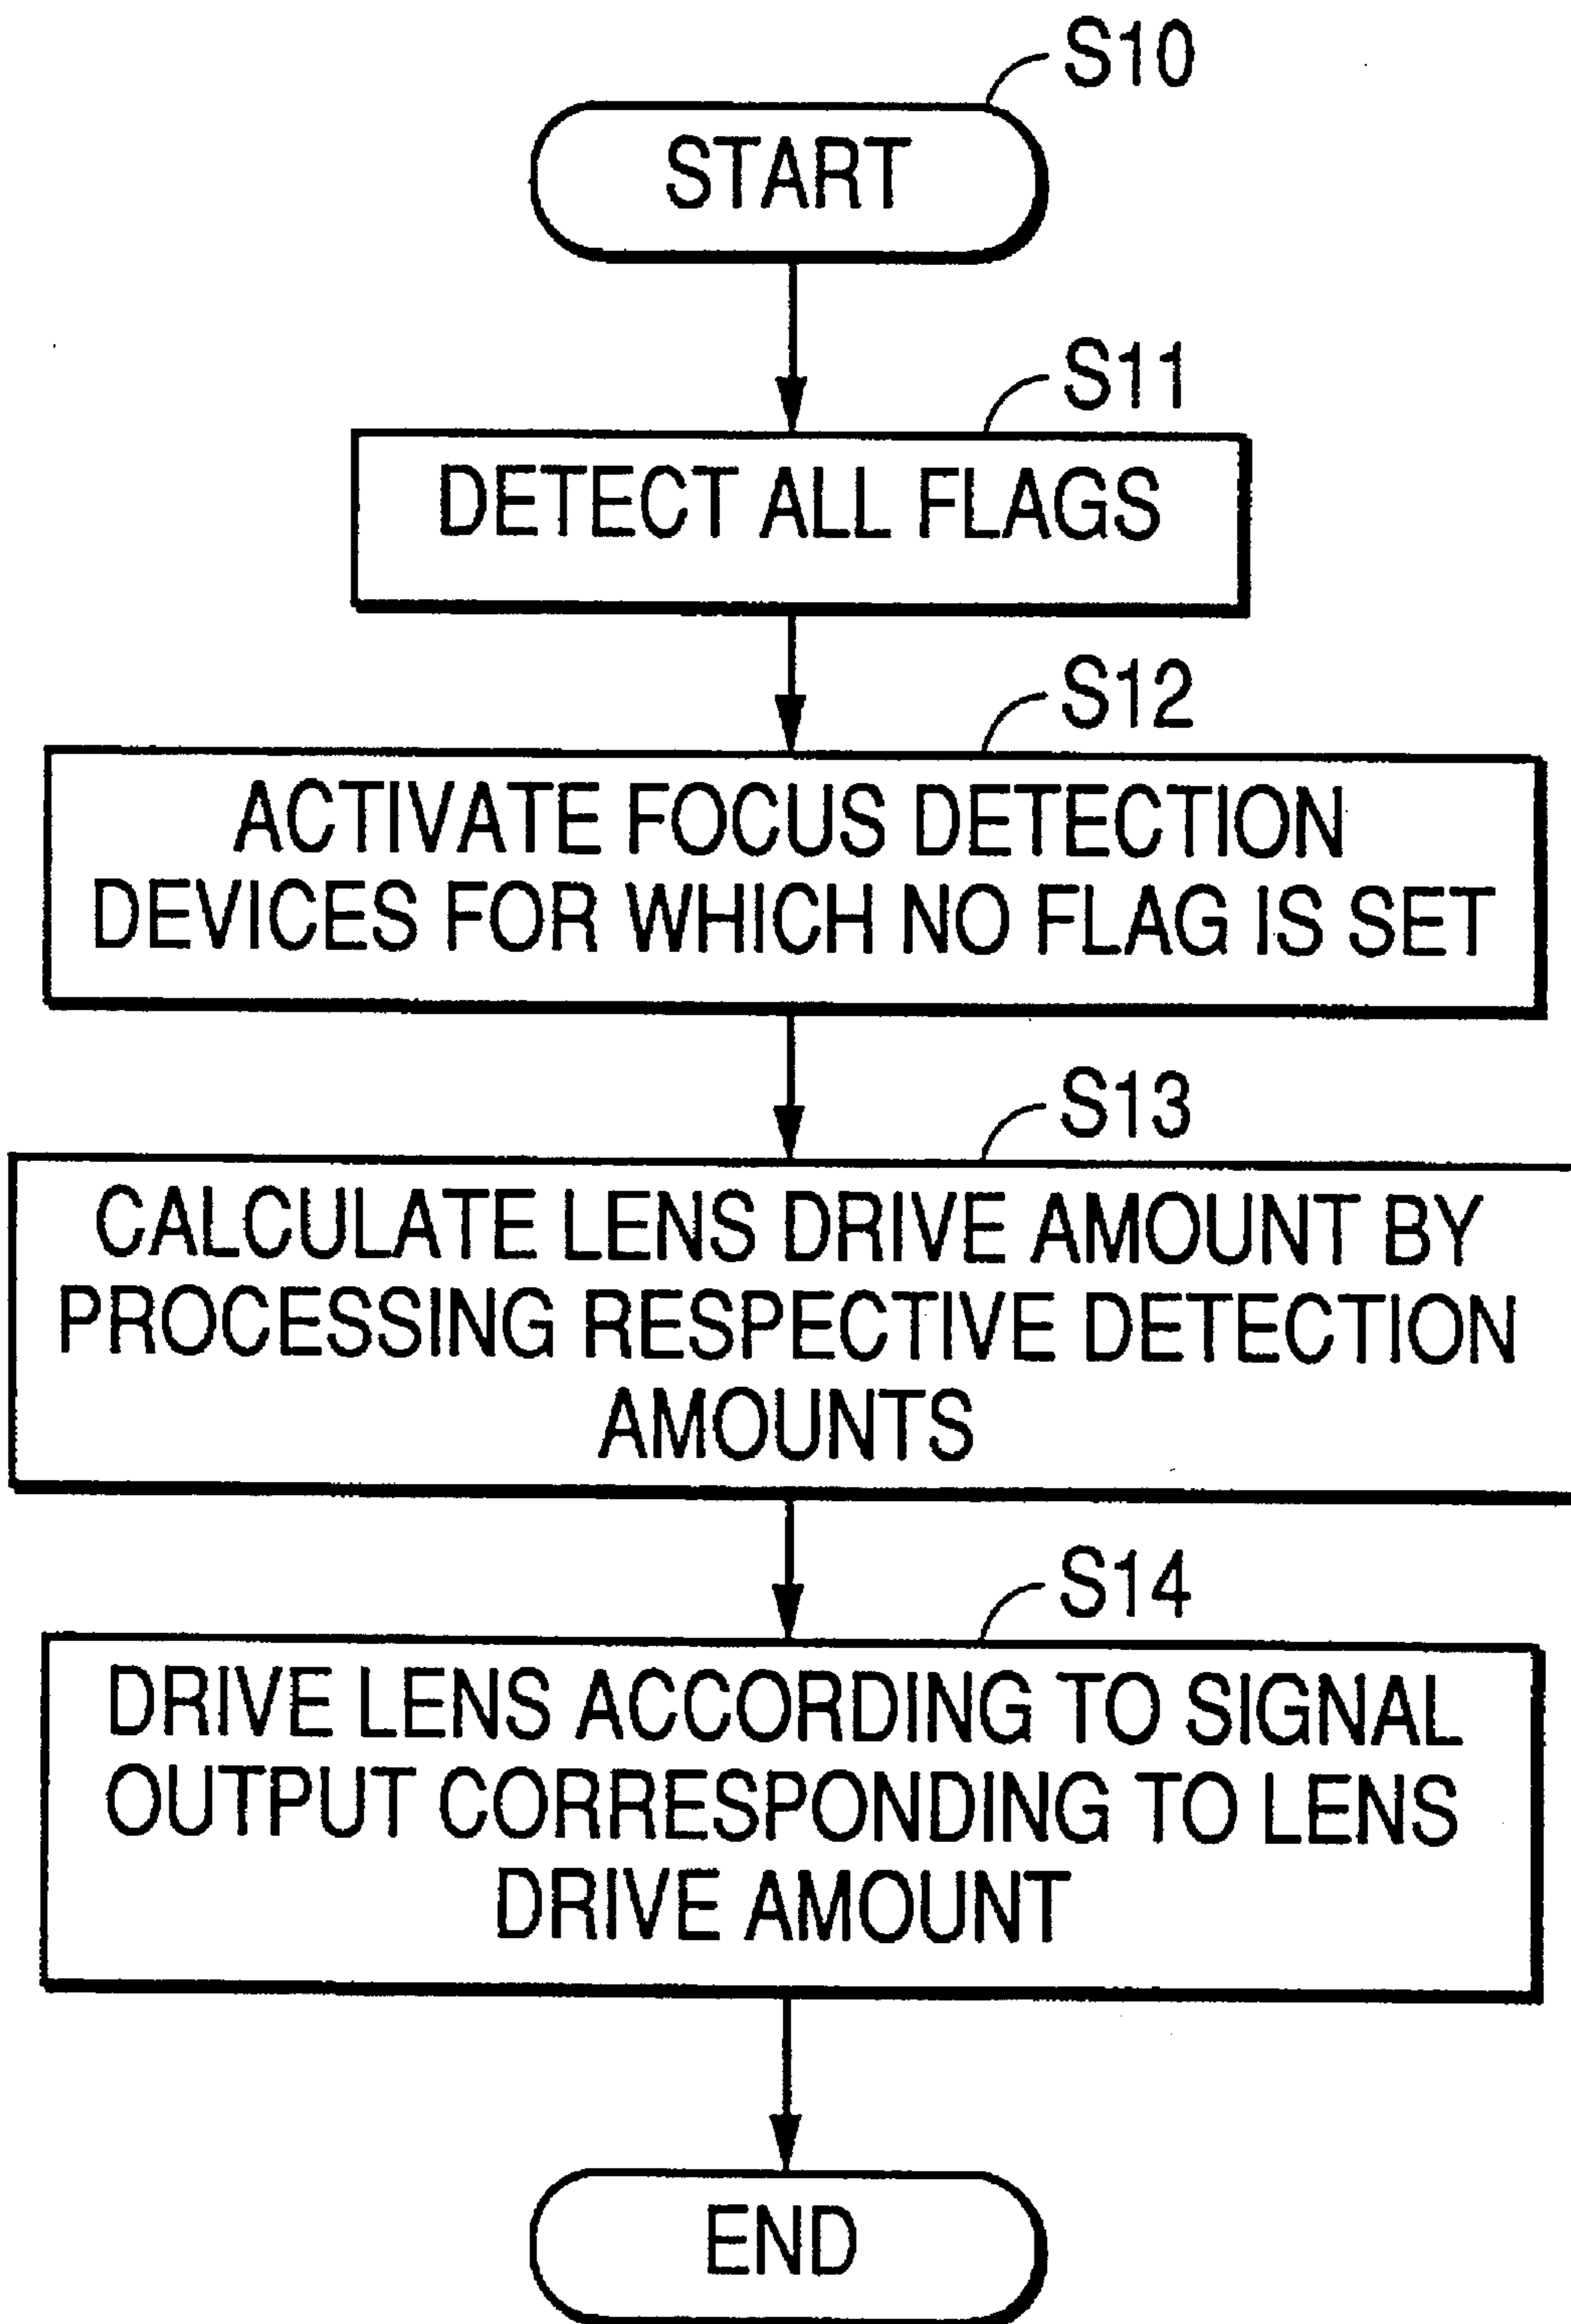 S10
START
S11
DETECT ALL FLAGS
S12
ACTIVATE FOCUS DETECTION
DEVICES FOR WHICH NO FLAG IS SET
S13
CALCULATE LENS DRIVE AMOUNT BY
PROCESSING RESPECTIVE DETECTION
AMOUNTS
S14
DRIVE LENS ACCORDING TO SIGNAL
OUTPUT CORRESPONDING TO LENS
DRIVE AMOUNT
END